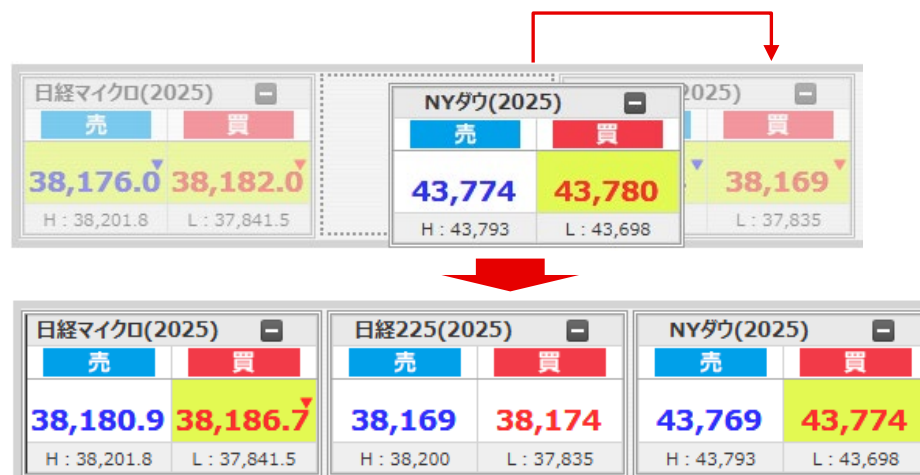 日経マイクロ(2025)
売 買
38,176.0 38,182.0
H : 38,201.8 L : 37,841.5
NYダウ(2025)
売 買
43,774 43,780
H : 43,793 L : 43,698
2025)
買
38,169
L : 37,835
日経マイクロ(2025)
売 買
38,180.9 38,186.7
H : 38,201.8 L : 37,841.5
日経225(2025)
売 買
38,169 38,174
H : 38,200 L : 37,835
NYダウ(2025)
売 買
43,769 43,774
H : 43,793 L : 43,698